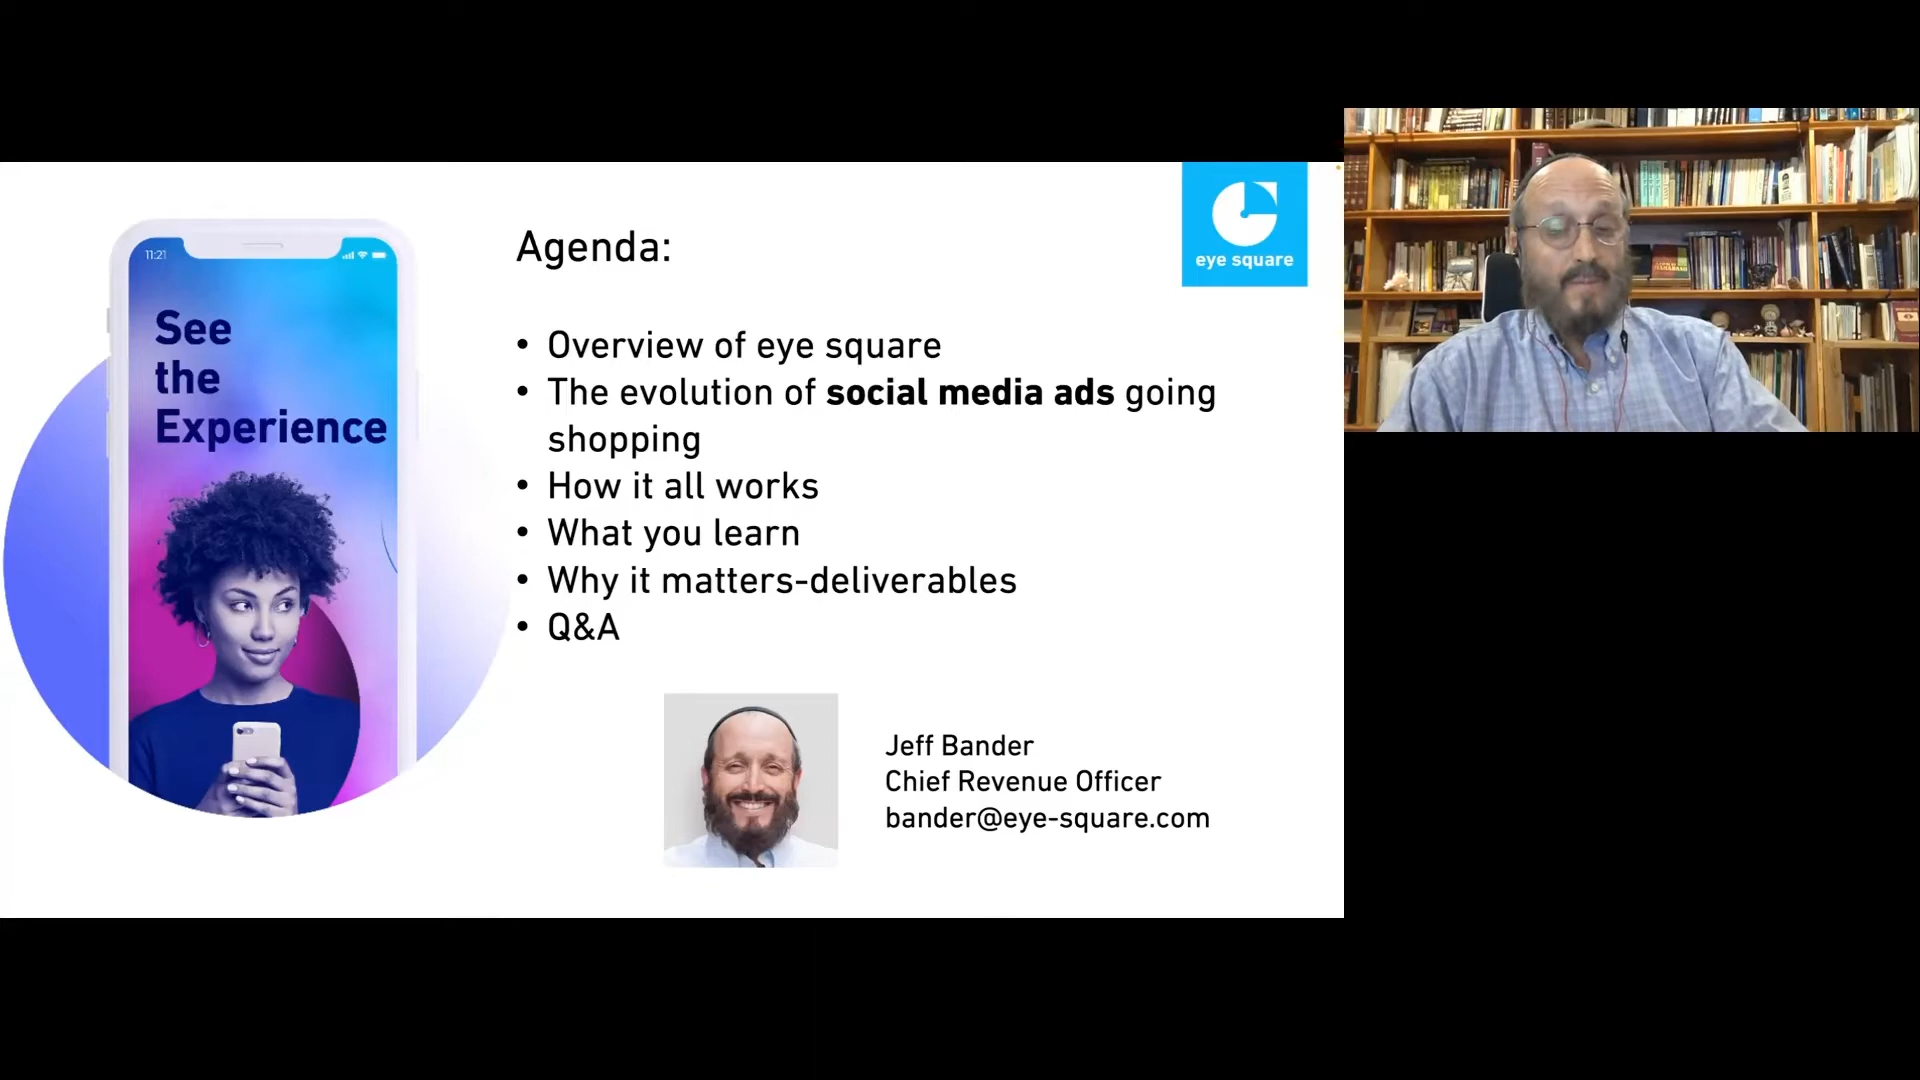 11:21
See
the
Experience
Agenda:
eye square
• Overview of eye square
• The evolution of social media ads going
shopping
• How it all works
• What you learn
• Why it matters-deliverables
• Q&A
Jeff Bander
Chief Revenue Officer
bander@eye-square.com